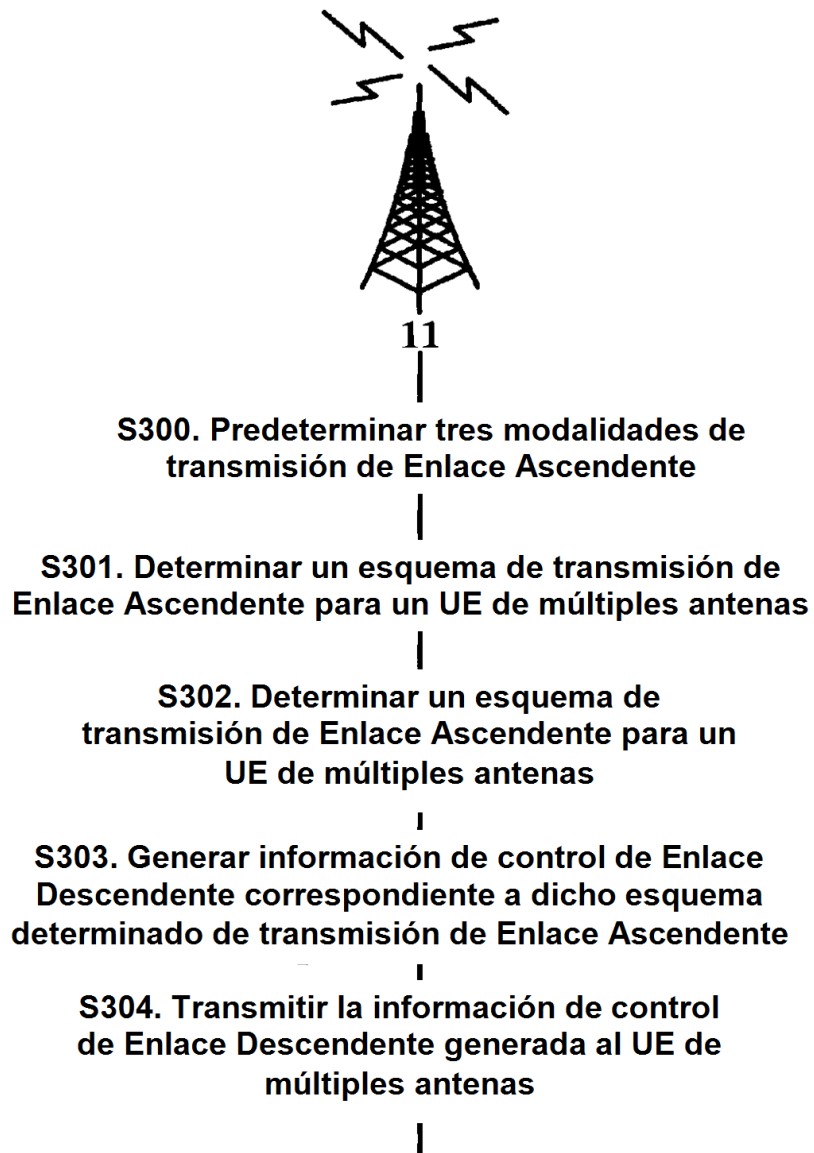 11
S300. Predeterminar tres modalidades de
transmisión de Enlace Ascendente
S301. Determinar un esquema de transmisión de
Enlace Ascendente para un UE de múltiples antenas
S302. Determinar un esquema de
transmisión de Enlace Ascendente para un
UE de múltiples antenas
S303. Generar información de control de Enlace
Descendente correspondiente a dicho esquema
determinado de transmisión de Enlace Ascendente
S304. Transmitir la información de control
de Enlace Descendente generada al UE de
múltiples antenas